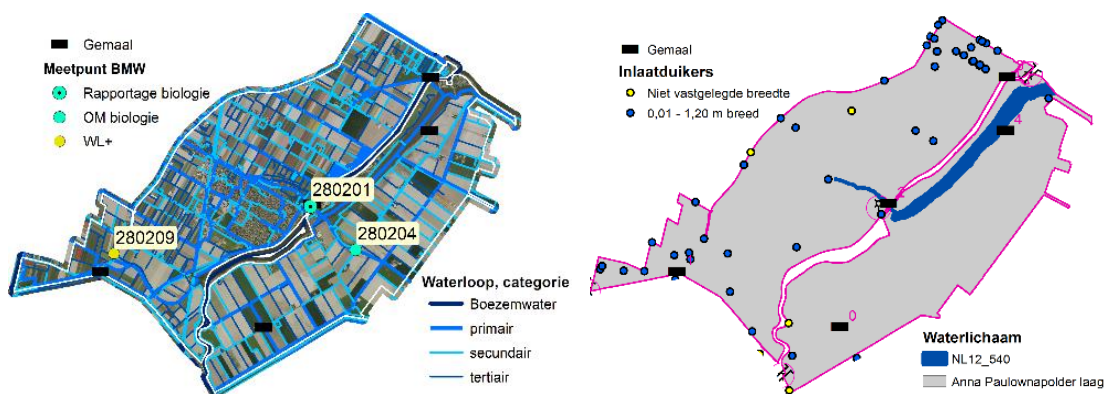 Gemaal
Meetpunt BMW
Rapportage biologie
OM biologie
WL+
280201
280209
280204
Waterloop, categorie
Boezemwater
primair
secundair
tertiair
Gemaal
Inlaatduikers
Niet vastgelegde breedte
0,01 - 1,20 m breed
4
2
0
Waterlichaam
NL12_540
Anna Paulownapolder laag